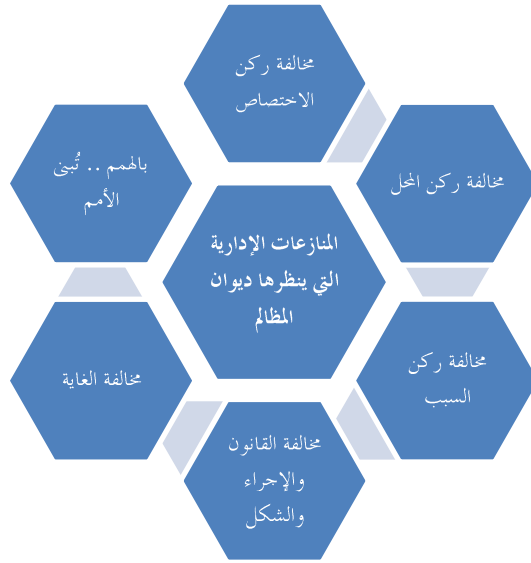 مخالفة ركن
الاختصاص
مخالفة ركن المحل
مخالفة ركن
السبب
مخالفة القانون
والإجراء
والشكل
مخالفة الغاية
بالهمم .. تُبنى
الأمم
المنازعات الإدارية
التي ينظرها ديوان
المظالم